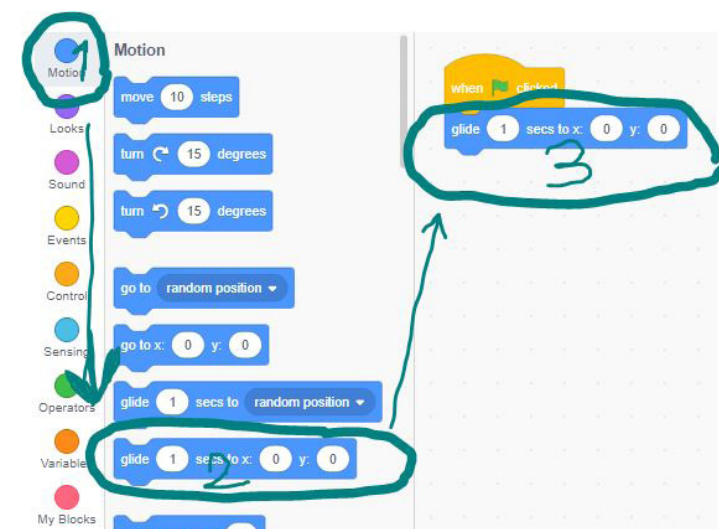 Motion
1
Motion
Looks
Sound
Events
Control
Sensing
Operators
Variables
My Blocks
move 10 steps
turn 15 degrees
turn 15 degrees
go to random position
go to x: 0 y: 0
glide 1 secs to random position
glide 1 secs to x: 0 y: 0
2
when clicked
glide 1 secs to x: 0 y: 0
3